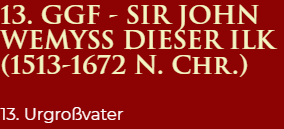 13. GGF - SIR JOHN
WEMYSS DIESER ILK
(1513-1672 N. CHR.)
13. Urgroßvater